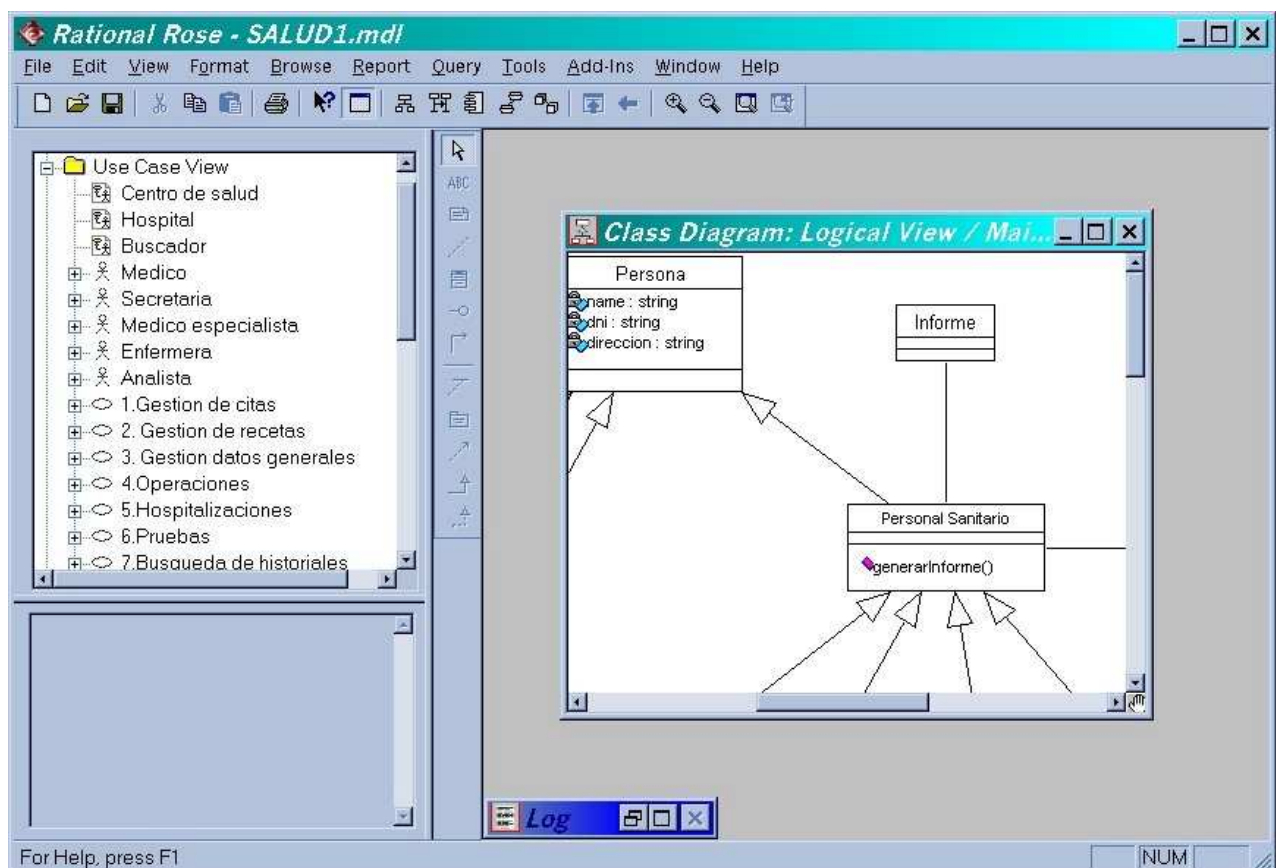 Rational Rose - SALUD1.mdl
File Edit View Format Browse Report Query Tools Add-Ins Window Help
Use Case View
Centro de salud
Hospital
Buscador
Medico
Secretaria
Medico especialista
Enfermera
Analista
1.Gestion de citas
2. Gestion de recetas
3. Gestion datos generales
4.Operaciones
5.Hospitalizaciones
6.Pruebas
7.Busqueda de historiales
ABC
Class Diagram: Logical View / Mai...
Persona
name : string
dni : string
direccion : string
Informe
Personal Sanitario
generarInforme()
Log
For Help, press F1
NUM